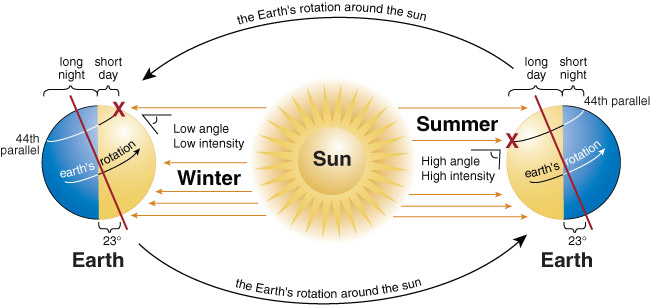 the Earth's rotation around the sun
long
night
short
day
long
day
short
night
X
44th
parallel
earth's rotation
Low angle
Low intensity
Winter
Sun
Summer
X
High angle
High intensity
44th parallel
earth's rotation
23°
Earth
23°
Earth
the Earth's rotation around the sun